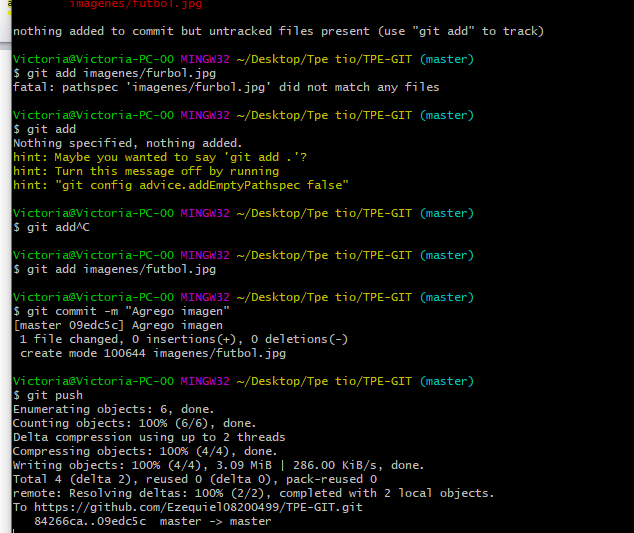 imagenes/futbol.jpg
nothing added to commit but untracked files present (use "git add" to track)
Victoria@Victoria-PC-OO MINGW32 ~/Desktop/Tpe tio/TPE-GIT (master)
$ git add imagenes/furbol.jpg
fatal: pathspec 'imagenes/furbol.jpg' did not match any files
Victoria@Victoria-PC-OO MINGW32 ~/Desktop/Tpe tio/TPE-GIT (master)
$ git add
Nothing specified, nothing added.
hint: Maybe you wanted to say 'git add .'?
hint: Turn this message off by running
hint: "git config advice.addEmptyPathspec false"
Victoria@Victoria-PC-OO MINGW32 ~/Desktop/Tpe tio/TPE-GIT (master)
$ git add^C
Victoria@Victoria-PC-OO MINGW32 ~/Desktop/Tpe tio/TPE-GIT (master)
$ git add imagenes/futbol.jpg
Victoria@Victoria-PC-OO MINGW32 ~/Desktop/Tpe tio/TPE-GIT (master)
$ git commit -m "Agrego imagen"
[master 09edc5c] Agrego imagen
1 file changed, 0 insertions(+), 0 deletions(-)
create mode 100644 imagenes/futbol.jpg
Victoria@Victoria-PC-OO MINGW32 ~/Desktop/Tpe tio/TPE-GIT (master)
$ git push
Enumerating objects: 6, done.
Counting objects: 100% (6/6), done.
Delta compression using up to 2 threads
Compressing objects: 100% (4/4), done.
Writing objects: 100% (4/4), 3.09 MiB | 286.00 KiB/s, done.
Total 4 (delta 2), reused 0 (delta 0), pack-reused 0
remote: Resolving deltas: 100% (2/2), completed with 2 local objects.
To https://github.com/Ezequiel08200499/TPE-GIT.git
84266ca..09edc5c  master -> master